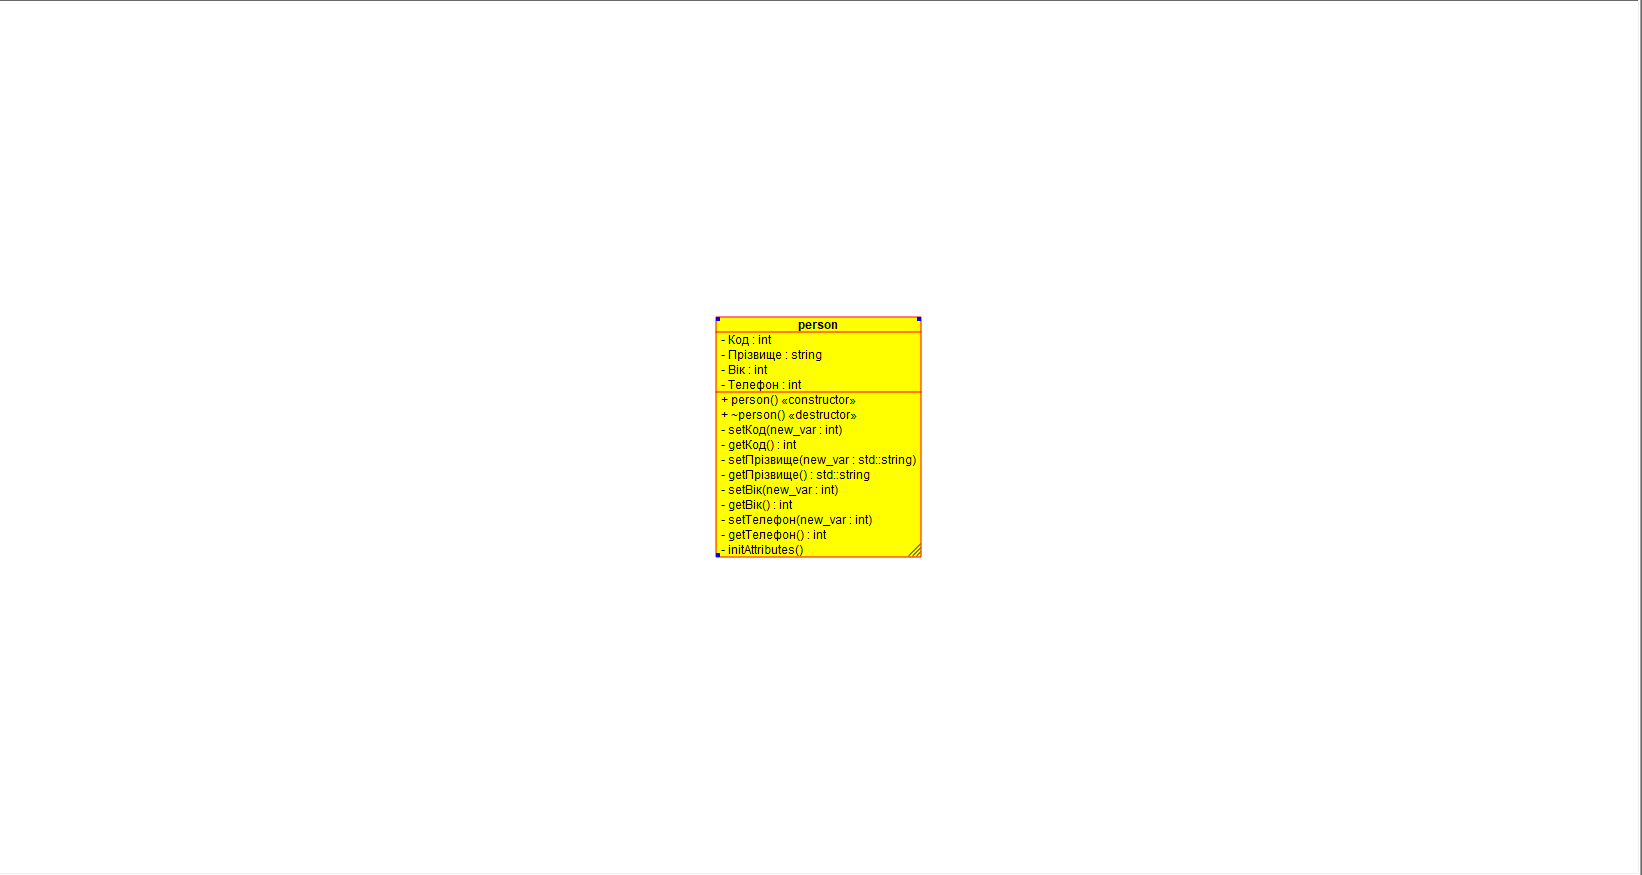 person
- Код : int
- Прізвище : string
- Вік : int
- Телефон : int
+ person() «constructor»
+ ~person() «destructor»
- setКод(new_var : int)
- getКод() : int
- setПрізвище(new_var : std::string)
- getПрізвище() : std::string
- setВік(new_var : int)
- getВік() : int
- setТелефон(new_var : int)
- getТелефон() : int
- initAttributes()